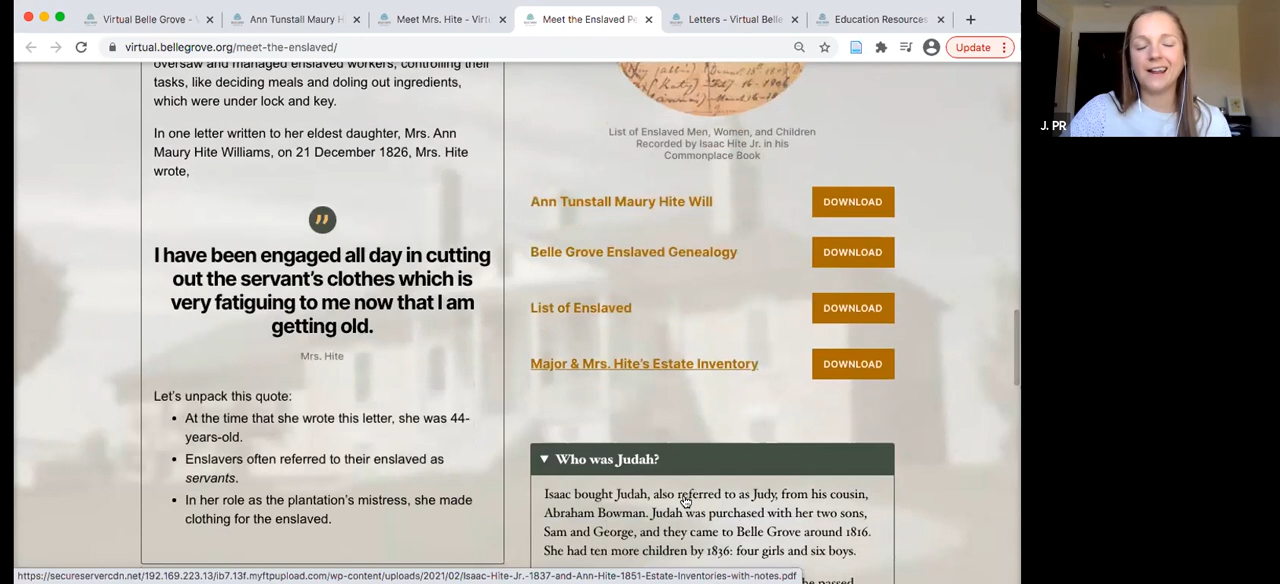 Virtual Belle Grove -
Ann Tunstall Maury H
Meet Mrs. Hite - Virtu
Meet the Enslaved Pe
Letters - Virtual Belle
Education Resources
virtual.bellegrove.org/meet-the-enslaved/
Update
oversaw and managed enslaved workers, controlling their
tasks, like deciding meals and doling out ingredients,
which were under lock and key.
In one letter written to her eldest daughter, Mrs. Ann
Maury Hite Williams, on 21 December 1826, Mrs. Hite
wrote,
"
I have been engaged all day in cutting
out the servant's clothes which is
very fatiguing to me now that I am
getting old.
Mrs. Hite
Let's unpack this quote:
• At the time that she wrote this letter, she was 44-
years-old.
• Enslavers often referred to their enslaved as
servants.
• In her role as the plantation's mistress, she made
clothing for the enslaved.
List of Enslaved Men, Women, and Children
Recorded by Isaac Hite Jr. in his
Commonplace Book
Ann Tunstall Maury Hite Will DOWNLOAD
Belle Grove Enslaved Genealogy DOWNLOAD
List of Enslaved DOWNLOAD
Major & Mrs. Hite's Estate Inventory DOWNLOAD
Who was Judah?
Isaac bought Judah, also referred to as Judy, from his cousin,
Abraham Bowman. Judah was purchased with her two sons,
Sam and George, and they came to Belle Grove around 1816.
She had ten more children by 1836: four girls and six boys.
he passed
https://secureservercdn.net/192.169.223.13/ib7.13f.myftpupload.com/wp-content/uploads/2021/02/Isaac-Hite-Jr.-1837-and-Ann-Hite-1851-Estate-Inventories-with-notes.pdf
J. PR